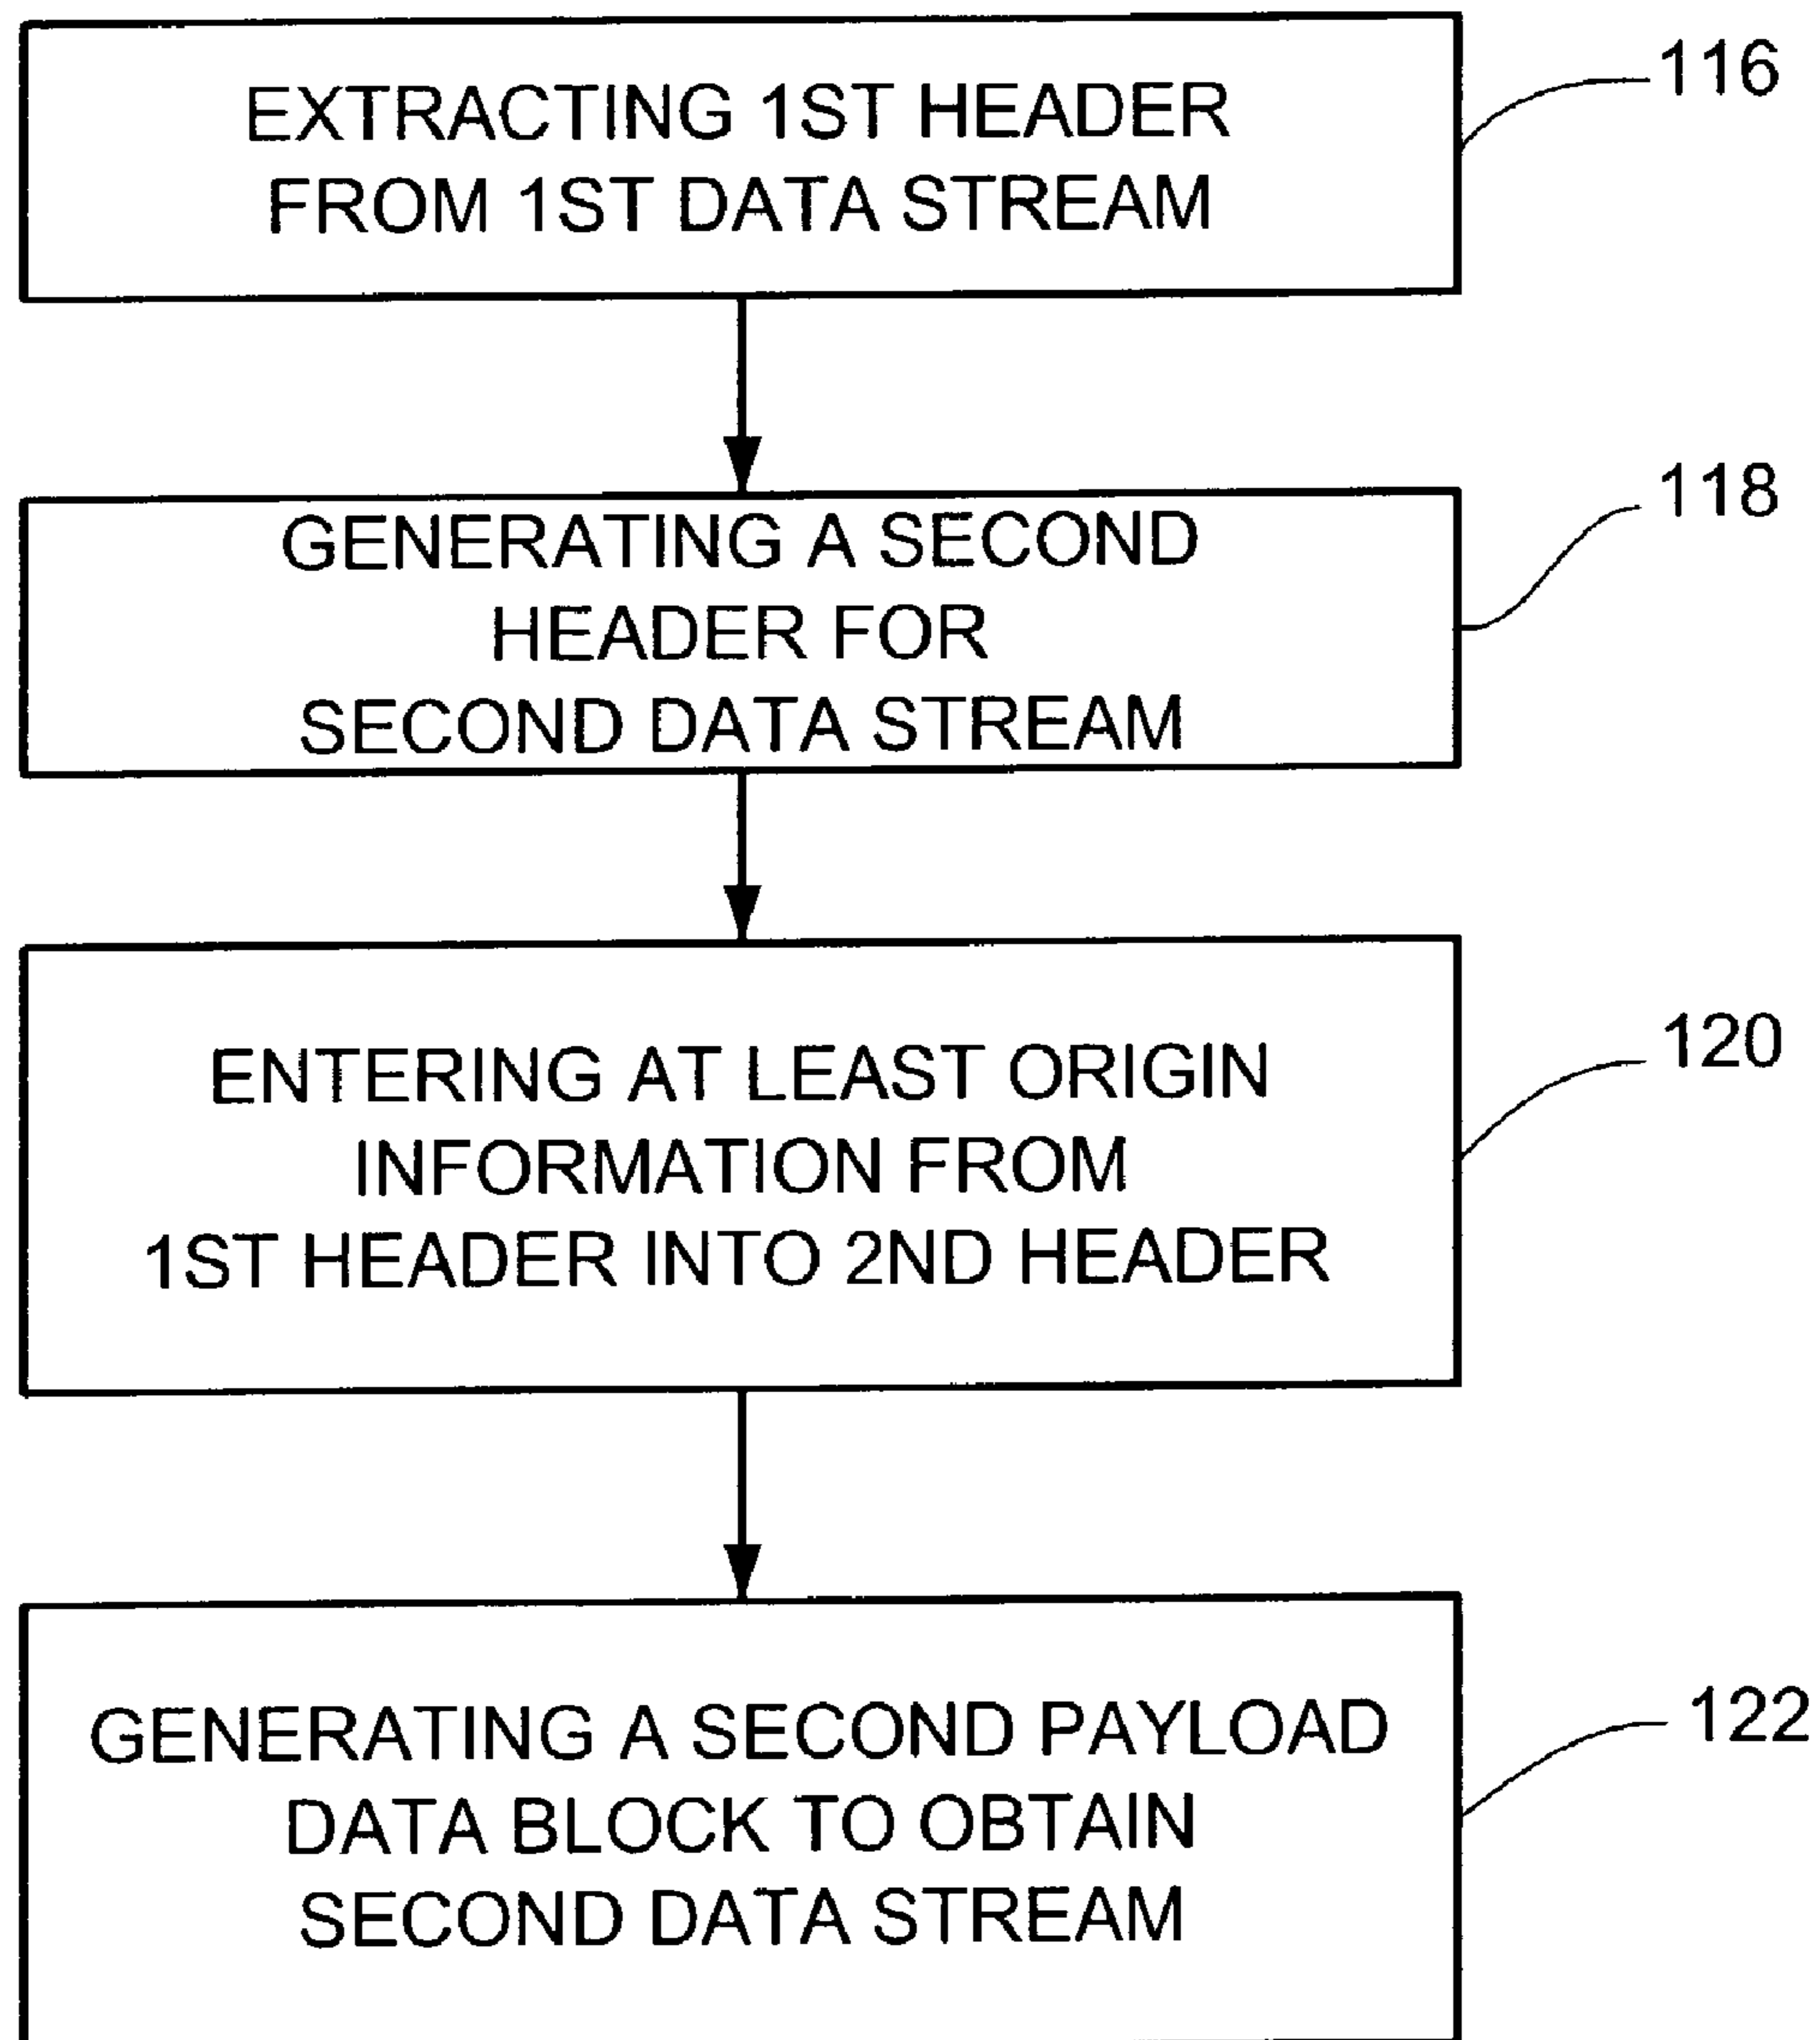 EXTRACTING 1ST HEADER
FROM 1ST DATA STREAM
116
GENERATING A SECOND
HEADER FOR
SECOND DATA STREAM
118
ENTERING AT LEAST ORIGIN
INFORMATION FROM
1ST HEADER INTO 2ND HEADER
120
GENERATING A SECOND PAYLOAD
DATA BLOCK TO OBTAIN
SECOND DATA STREAM
122